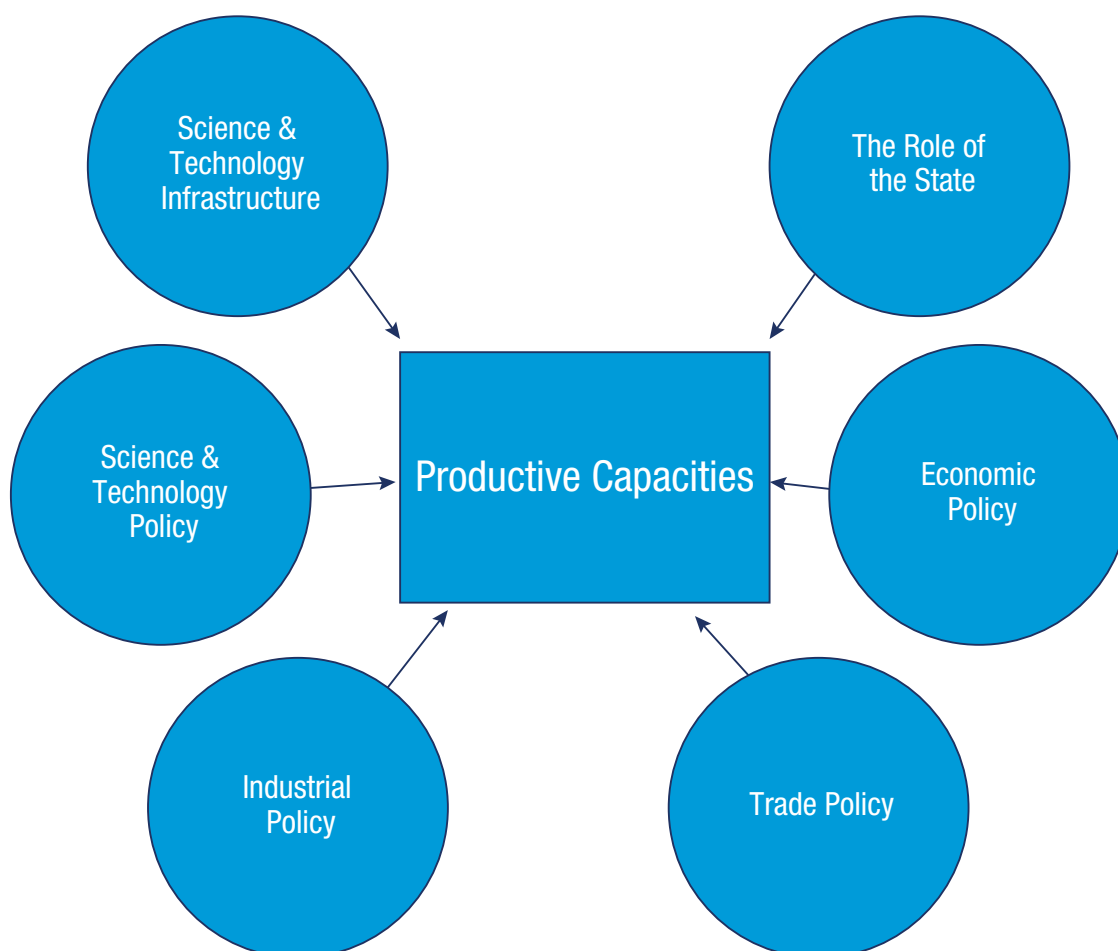 Science &
Technology
Infrastructure
The Role of
the State
Science &
Technology
Policy
Productive Capacities
Economic
Policy
Industrial
Policy
Trade Policy